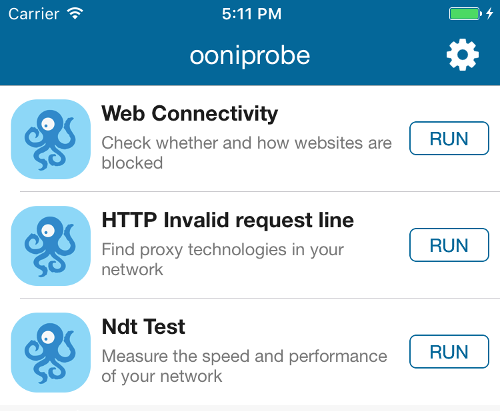 Carrier 5:11 PM
ooniprobe
Web Connectivity
Check whether and how websites are
blocked
RUN
HTTP Invalid request line
Find proxy technologies in your
network
RUN
Ndt Test
Measure the speed and performance
of your network
RUN